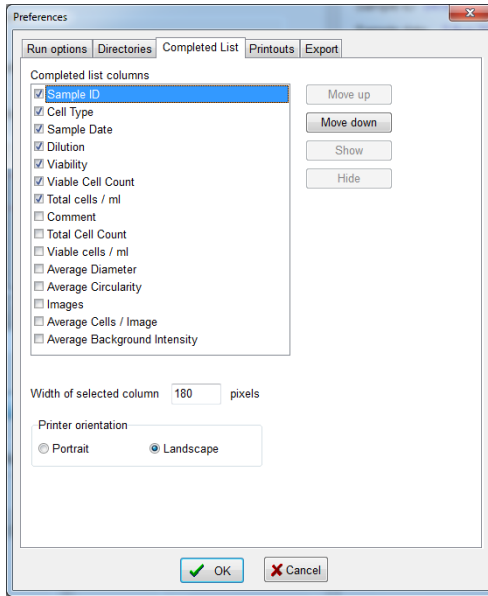 Preferences
Run options Directories Completed List Printouts Export
Completed list columns
Sample ID
Cell Type
Sample Date
Dilution
Viability
Viable Cell Count
Total cells / ml
Comment
Total Cell Count
Viable cells / ml
Average Diameter
Average Circularity
Images
Average Cells / Image
Average Background Intensity
Move up
Move down
Show
Hide
Width of selected column 180 pixels
Printer orientation
Portrait Landscape
OK Cancel